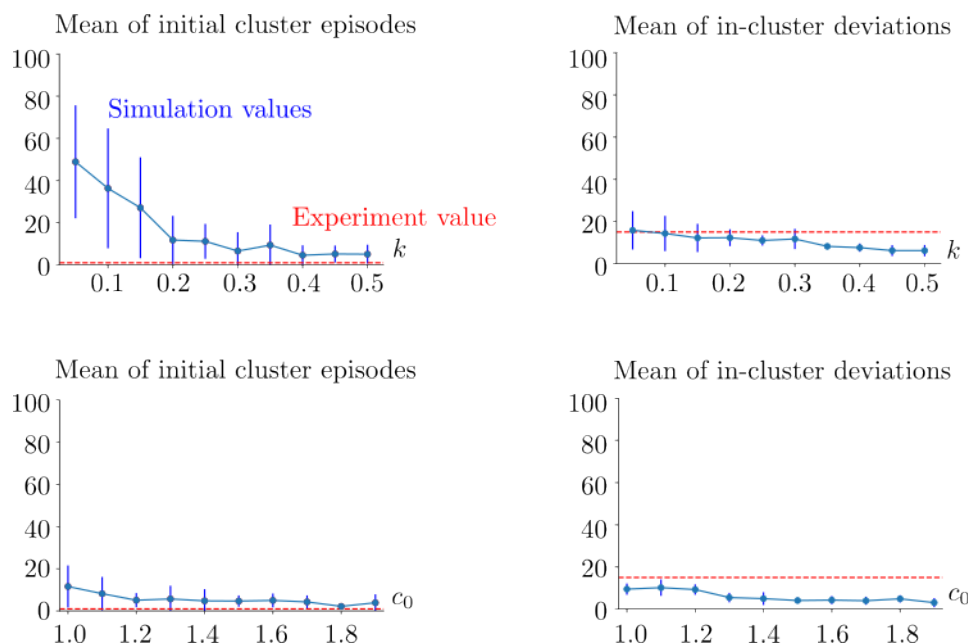 Mean of initial cluster episodes
100
80
60
40
20
0
Simulation values
Experiment value
k
0.1 0.2 0.3 0.4 0.5
Mean of in-cluster deviations
100
80
60
40
20
0
k
0.1 0.2 0.3 0.4 0.5
Mean of initial cluster episodes
100
80
60
40
20
0
c₀
1.0 1.2 1.4 1.6 1.8
Mean of in-cluster deviations
100
80
60
40
20
0
c₀
1.0 1.2 1.4 1.6 1.8